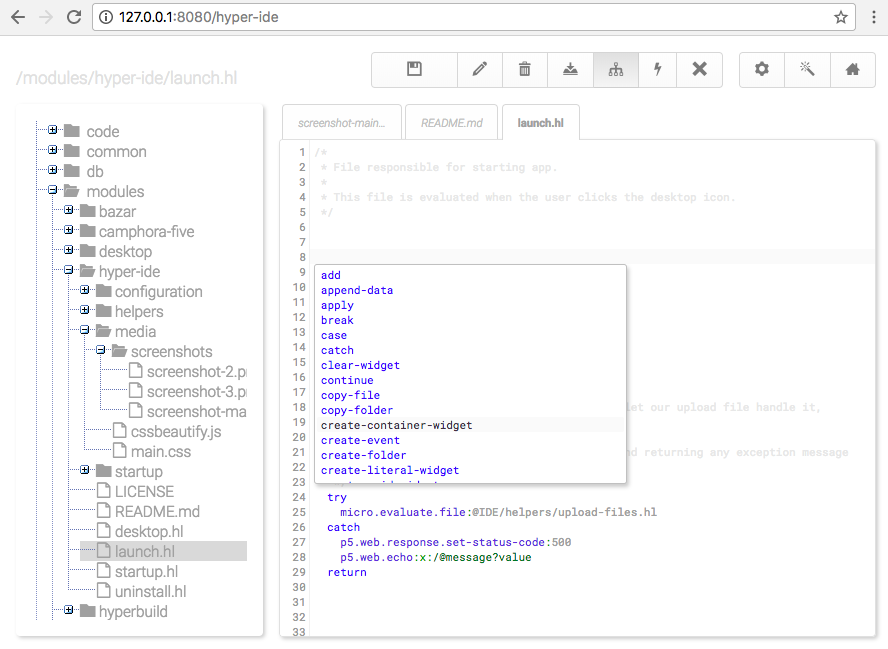 127.0.0.1:8080/hyper-ide
/modules/hyper-ide/launch.hl
code
common
db
modules
bazar
camphora-five
desktop
hyper-ide
configuration
helpers
media
screenshots
screenshot-2.p
screenshot-3.p
screenshot-ma
cssbeautify.js
main.css
startup
LICENSE
README.md
desktop.hl
launch.hl
startup.hl
uninstall.hl
hyperbuild
screenshot-main... README.md launch.hl
1 /*
2 * File responsible for starting app.
3 *
4 * This file is evaluated when the user clicks the desktop icon.
5 */
6
7
8
9 add
10 append-data
11 apply
12 break
13 case
14 catch
15 clear-widget
16 continue
17 copy-file
18 copy-folder let our upload file handle it,
19 create-container-widget
20 create-event
21 create-folder nd returning any exception message
22 create-literal-widget
23
24 try
25 micro.evaluate.file:@IDE/helpers/upload-files.hl
26 catch
27 p5.web.response.set-status-code:500
28 p5.web.echo:x:/@message?value
29 return
30
31
32
33